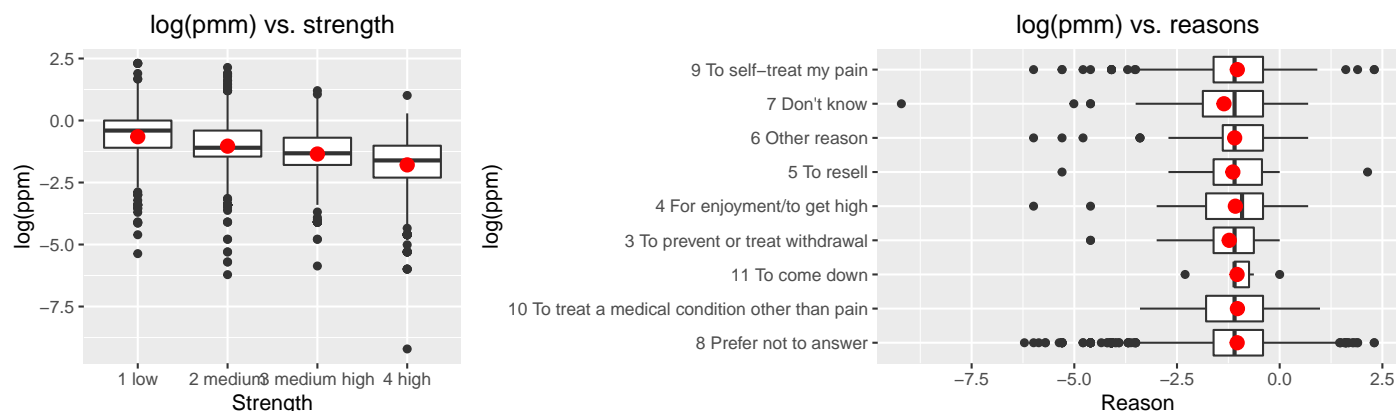 log(pmm) vs. strength
2.5
0.0
−2.5
−5.0
−7.5
log(ppm)
1 low
2 medium
3 medium high
4 high
Strength
log(pmm) vs. reasons
log(ppm)
9 To self−treat my pain
7 Don't know
6 Other reason
5 To resell
4 For enjoyment/to get high
3 To prevent or treat withdrawal
11 To come down
10 To treat a medical condition other than pain
8 Prefer not to answer
−7.5
−5.0
−2.5
0.0
2.5
Reason